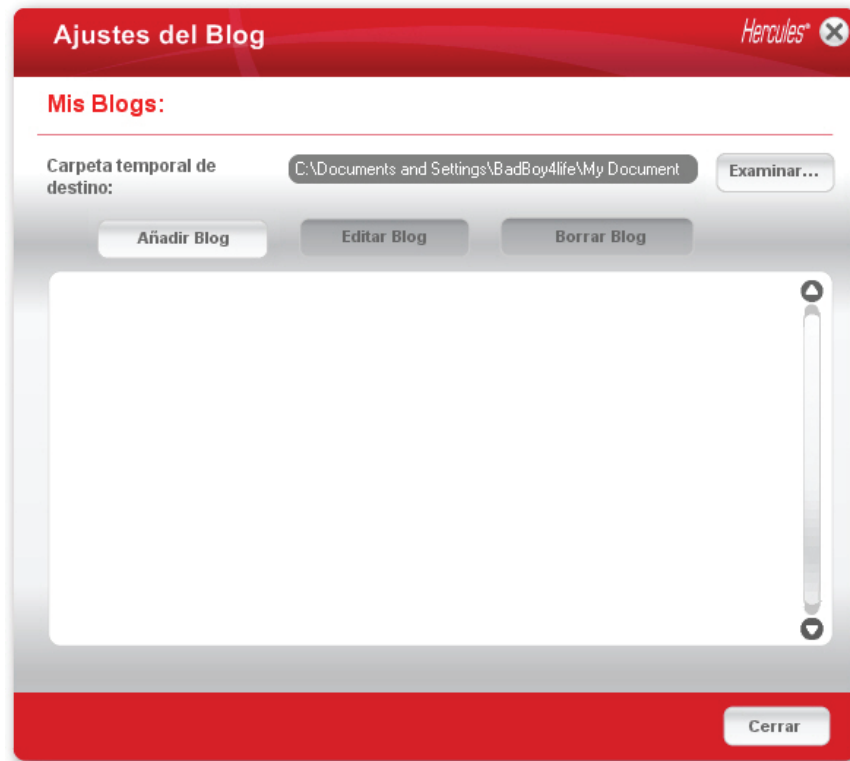 Ajustes del Blog
Hercules®
Mis Blogs:
Carpeta temporal de
destino:
C:\Documents and Settings\BadBoy4life\My Document
Examinar...
Añadir Blog
Editar Blog
Borrar Blog
Cerrar